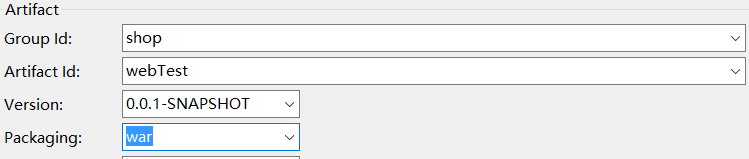 Artifact
Group Id: shop
Artifact Id: webTest
Version: 0.0.1-SNAPSHOT
Packaging: war